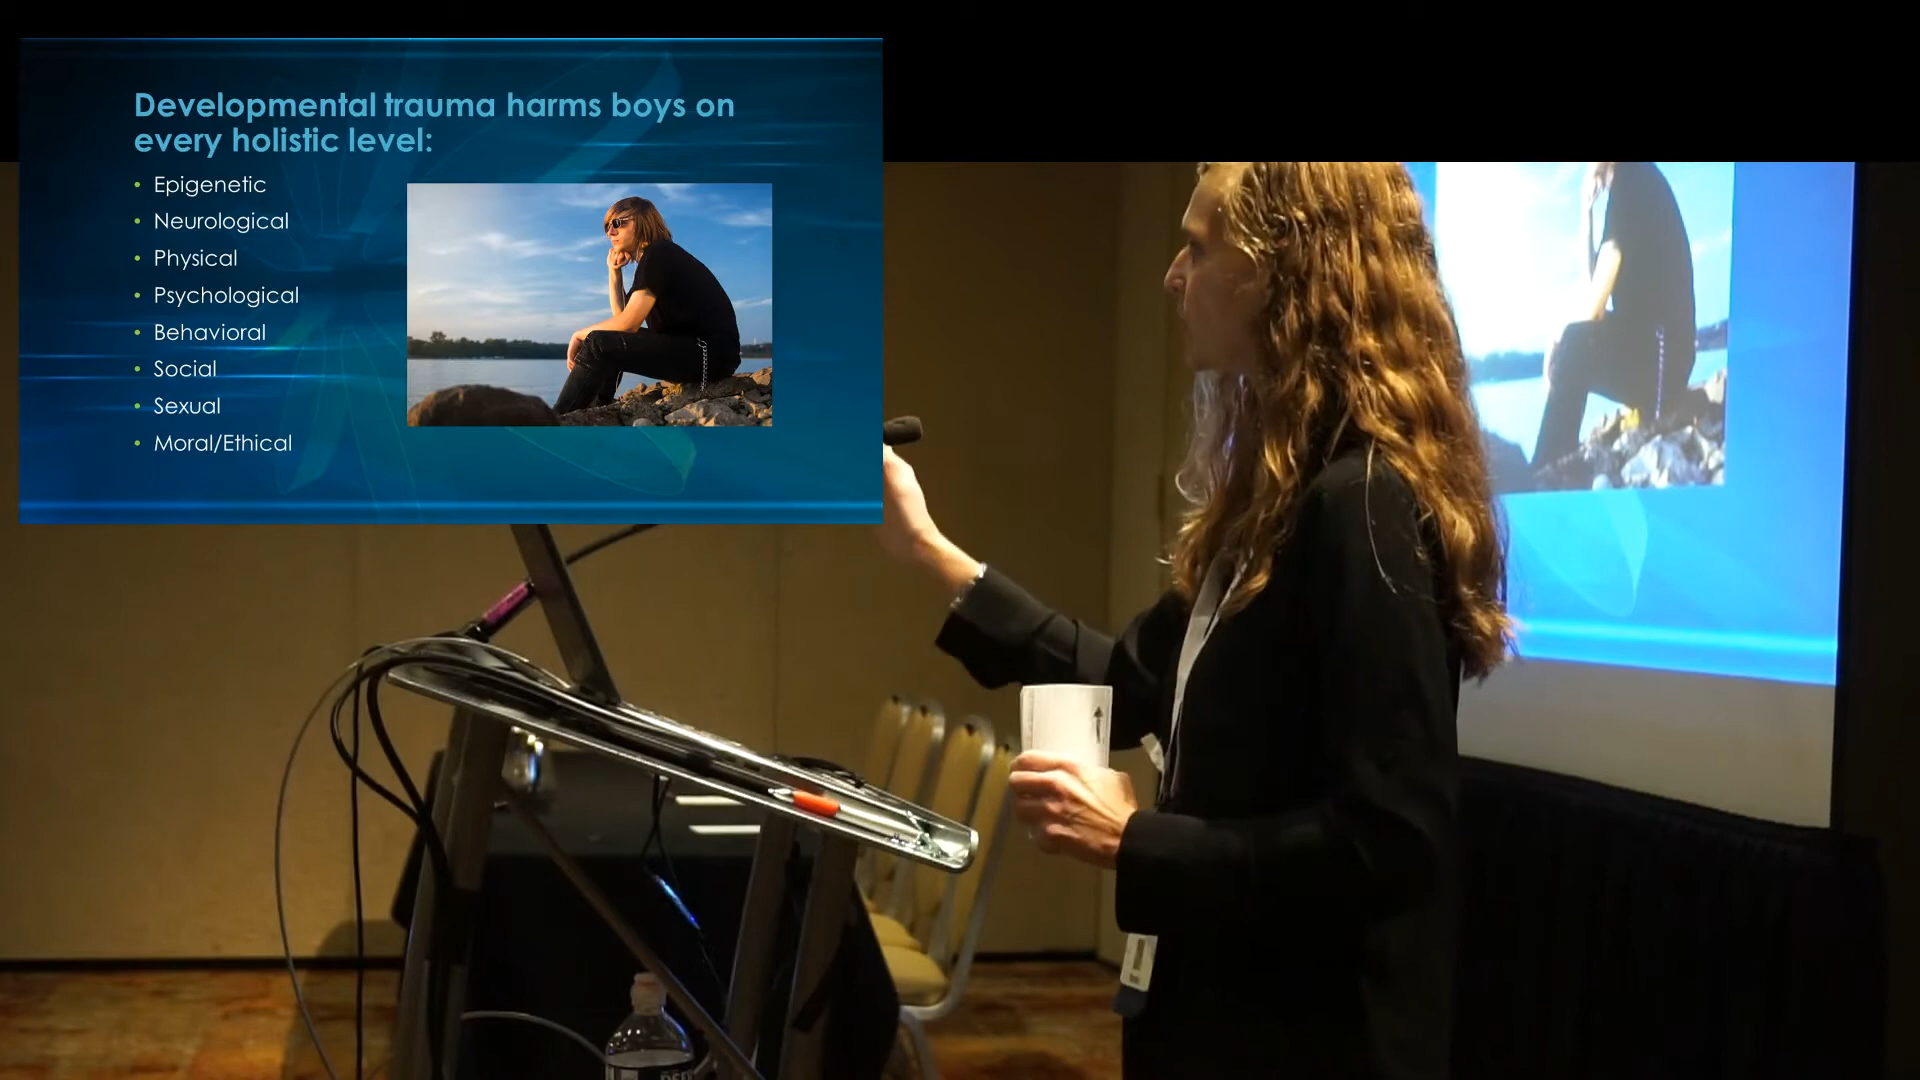 Developmental trauma harms boys on
every holistic level:
• Epigenetic
• Neurological
• Physical
• Psychological
• Behavioral
• Social
• Sexual
• Moral/Ethical